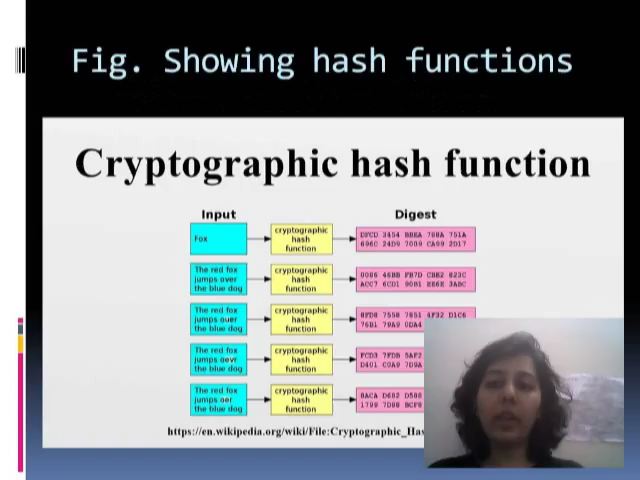 Fig. Showing hash functions
Cryptographic hash function
Input
Digest
Fox
cryptographic
hash
function
DFCD 3454 BBEA 788A 751A
696C 24D9 7009 CA99 2D17
The red fox
jumps over
the blue dog
cryptographic
hash
function
0086 46BB FB7D CBE2 823C
ACC7 6CD1 90B1 EE6E 3ABC
The red fox
jumps ouer
the blue dog
cryptographic
hash
function
8FD8 7558 7851 4F32 D1C6
76B1 79A9 0DA4
The red fox
jumps oevr
the blue dog
cryptographic
hash
function
FCD3 7FDB 5AF2
D401 C0A9 7D9A
The red fox
jumps oer
the blue dog
cryptographic
hash
function
8ACA D682 D588
1799 7D88 BCF8
https://en.wikipedia.org/wiki/File:Cryptographic_Has